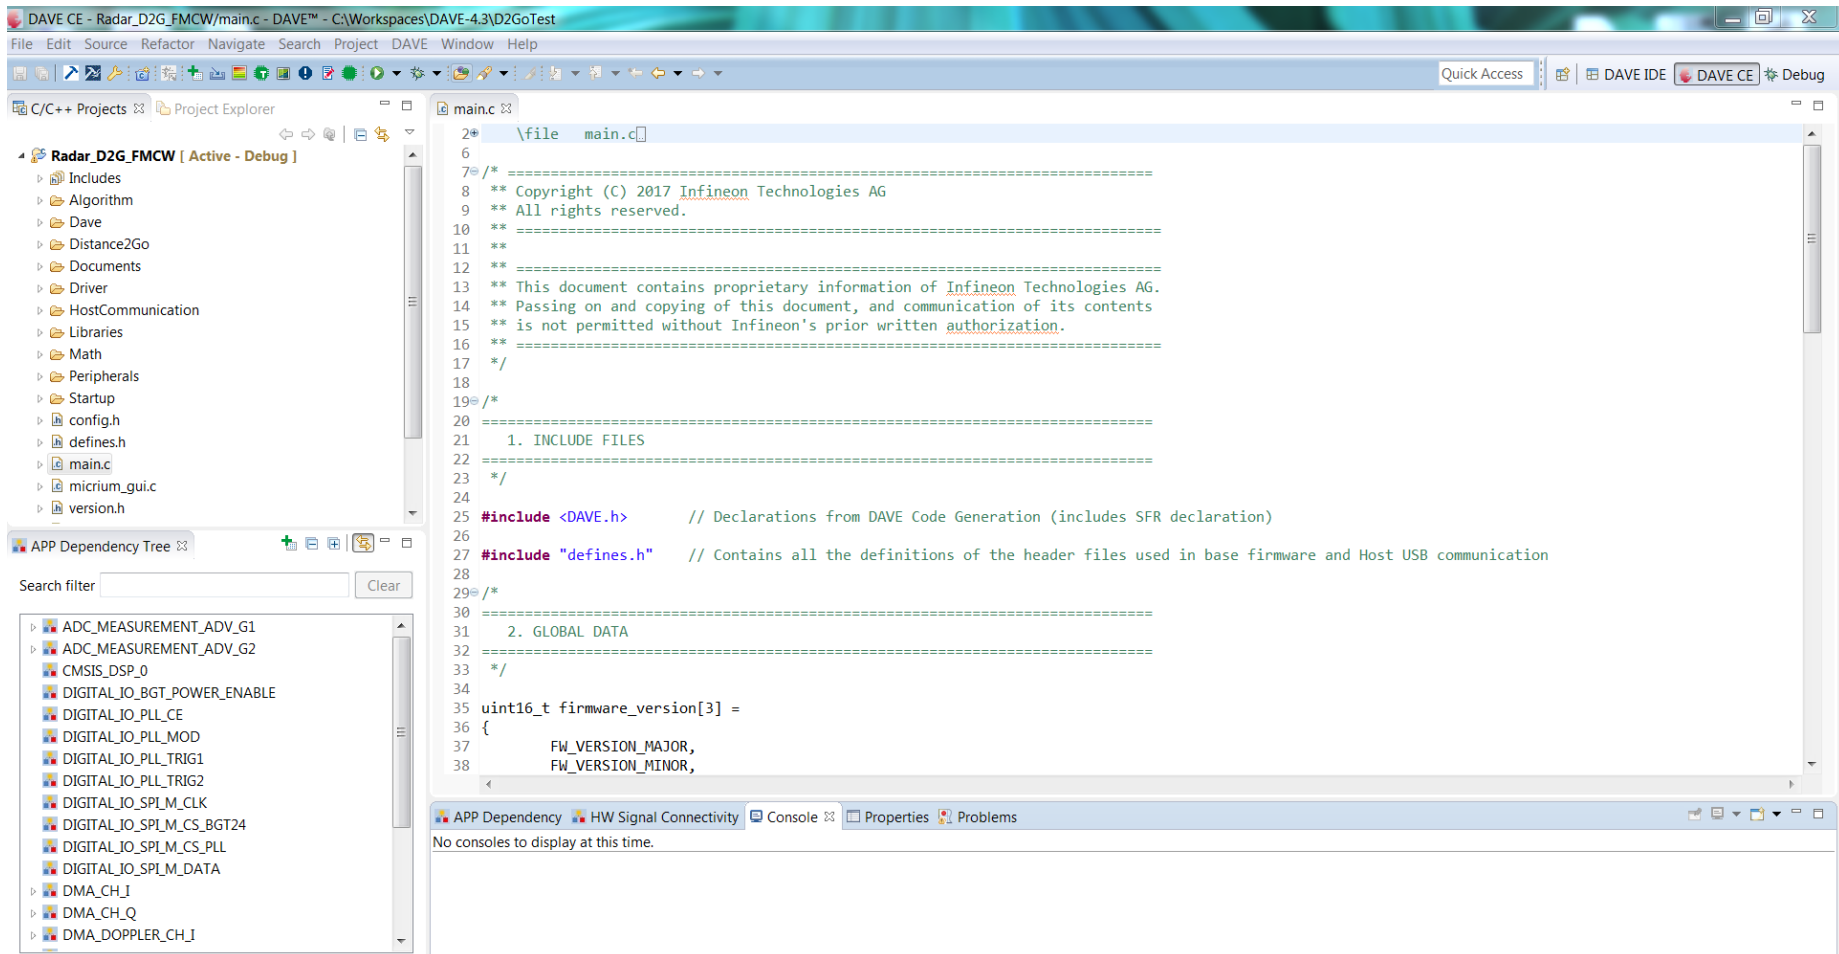 DAVE CE - Radar_D2G_FMCW/main.c - DAVE™ - C:\Workspaces\DAVE-4.3\D2GoTest
File Edit Source Refactor Navigate Search Project DAVE Window Help
Quick Access
DAVE IDE
DAVE CE
Debug
C/C++ Projects
Project Explorer
Radar_D2G_FMCW [ Active - Debug ]
Includes
Algorithm
Dave
Distance2Go
Documents
Driver
HostCommunication
Libraries
Math
Peripherals
Startup
config.h
defines.h
main.c
micrium_gui.c
version.h
APP Dependency Tree
Search filter
Clear
ADC_MEASUREMENT_ADV_G1
ADC_MEASUREMENT_ADV_G2
CMSIS_DSP_0
DIGITAL_IO_BGT_POWER_ENABLE
DIGITAL_IO_PLL_CE
DIGITAL_IO_PLL_MOD
DIGITAL_IO_PLL_TRIG1
DIGITAL_IO_PLL_TRIG2
DIGITAL_IO_SPI_M_CLK
DIGITAL_IO_SPI_M_CS_BGT24
DIGITAL_IO_SPI_M_CS_PLL
DIGITAL_IO_SPI_M_DATA
DMA_CH_I
DMA_CH_Q
DMA_DOPPLER_CH_I
main.c
2 \file main.c
6
7 /* ===========================================================================
8 ** Copyright (C) 2017 Infineon Technologies AG
9 ** All rights reserved.
10 ** ===========================================================================
11 **
12 ** ===========================================================================
13 ** This document contains proprietary information of Infineon Technologies AG.
14 ** Passing on and copying of this document, and communication of its contents
15 ** is not permitted without Infineon's prior written authorization.
16 ** ===========================================================================
17 */
18
19 /*
20 ==============================================================================
21 1. INCLUDE FILES
22 ==============================================================================
23 */
24
25 #include <DAVE.h> // Declarations from DAVE Code Generation (includes SFR declaration)
26
27 #include "defines.h" // Contains all the definitions of the header files used in base firmware and Host USB communication
28
29 /*
30 ==============================================================================
31 2. GLOBAL DATA
32 ==============================================================================
33 */
34
35 uint16_t firmware_version[3] =
36 {
37 FW_VERSION_MAJOR,
38 FW_VERSION_MINOR,
APP Dependency
HW Signal Connectivity
Console
Properties
Problems
No consoles to display at this time.